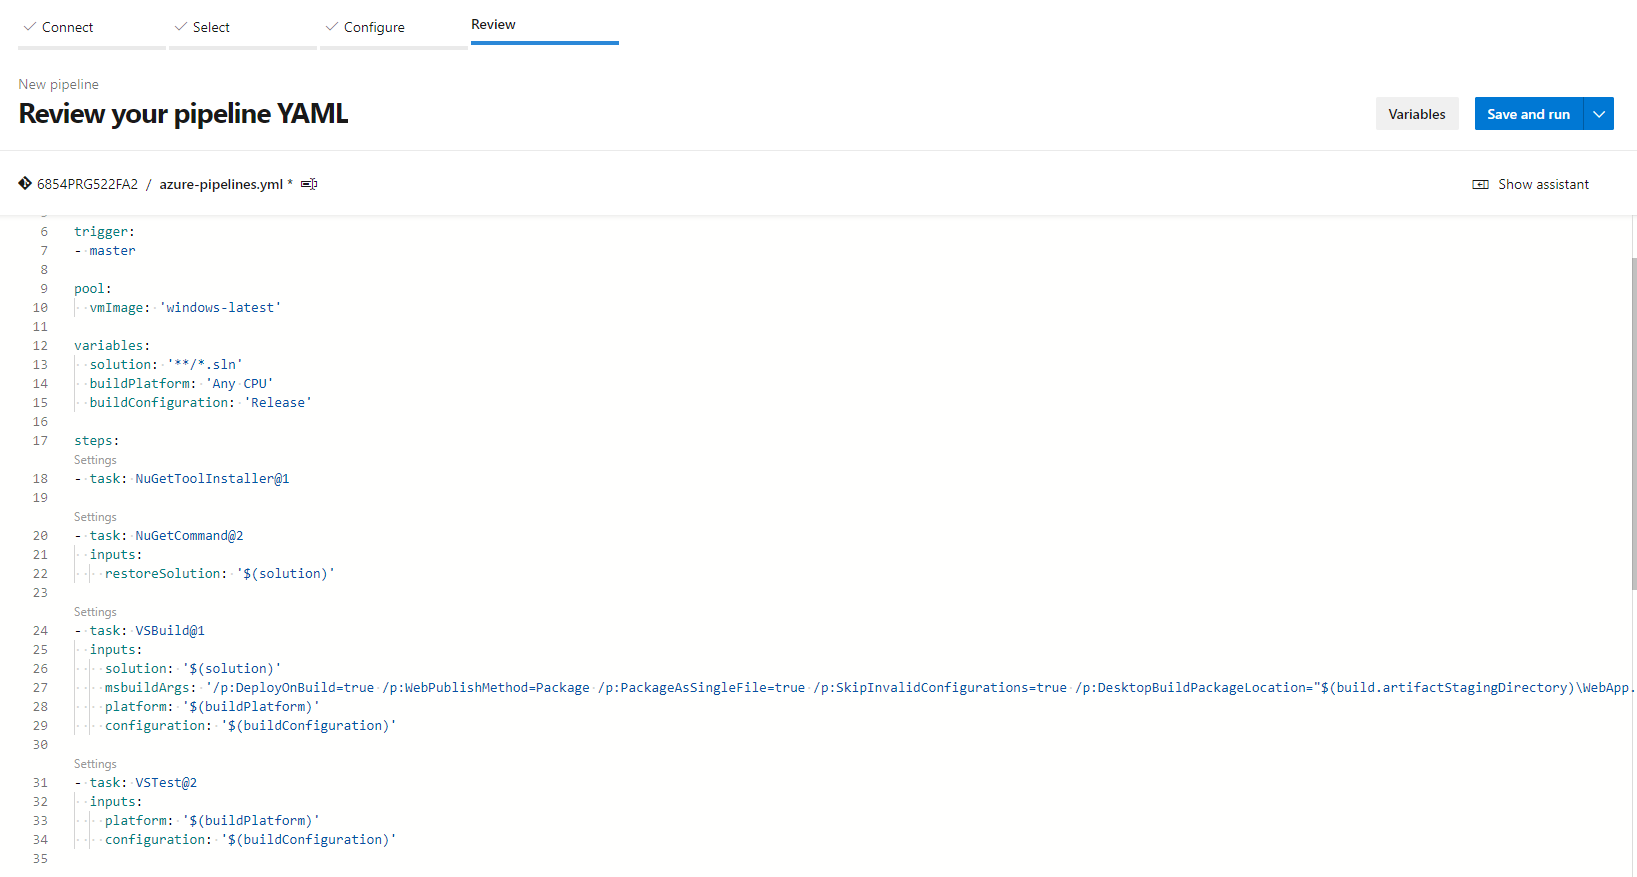 Connect
Select
Configure
Review
New pipeline
Review your pipeline YAML
Variables
Save and run
6854PRG522FA2 / azure-pipelines.yml *
Show assistant
6 trigger:
7 - master
8
9 pool:
10 vmImage: 'windows-latest'
11
12 variables:
13 solution: '**/*.sln'
14 buildPlatform: 'Any CPU'
15 buildConfiguration: 'Release'
16
17 steps:
Settings
18 - task: NuGetToolInstaller@1
19
Settings
20 - task: NuGetCommand@2
21 inputs:
22 restoreSolution: '$(solution)'
23
Settings
24 - task: VSBuild@1
25 inputs:
26 solution: '$(solution)'
27 msbuildArgs: '/p:DeployOnBuild=true /p:WebPublishMethod=Package /p:PackageAsSingleFile=true /p:SkipInvalidConfigurations=true /p:DesktopBuildPackageLocation="$(build.artifactStagingDirectory)\WebApp.
28 platform: '$(buildPlatform)'
29 configuration: '$(buildConfiguration)'
30
Settings
31 - task: VSTest@2
32 inputs:
33 platform: '$(buildPlatform)'
34 configuration: '$(buildConfiguration)'
35